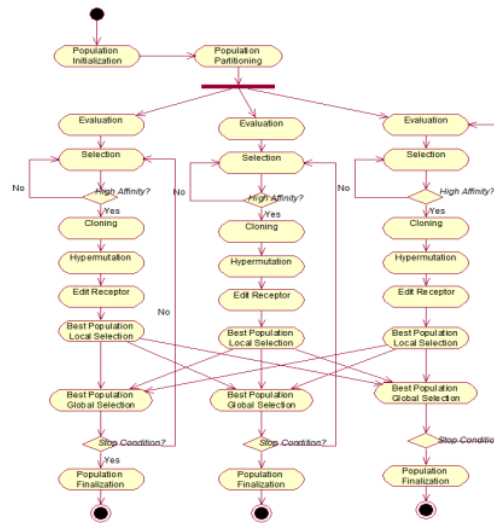 Population
Initialization
Population
Partitioning
Evaluation
Selection
No
High Affinity?
Yes
Cloning
Hypermutation
Edit Receptor
Best Population
Local Selection
No
Best Population
Global Selection
Stop Condition?
Yes
Population
Finalization
Evaluation
Selection
No
High Affinity?
Yes
Cloning
Hypermutation
Edit Receptor
Best Population
Local Selection
Best Population
Global Selection
Stop Condition?
Population
Finalization
Evaluation
Selection
No
High Affinity?
Yes
Cloning
Hypermutation
Edit Receptor
Best Population
Local Selection
Best Population
Global Selection
Stop Condition
Population
Finalization